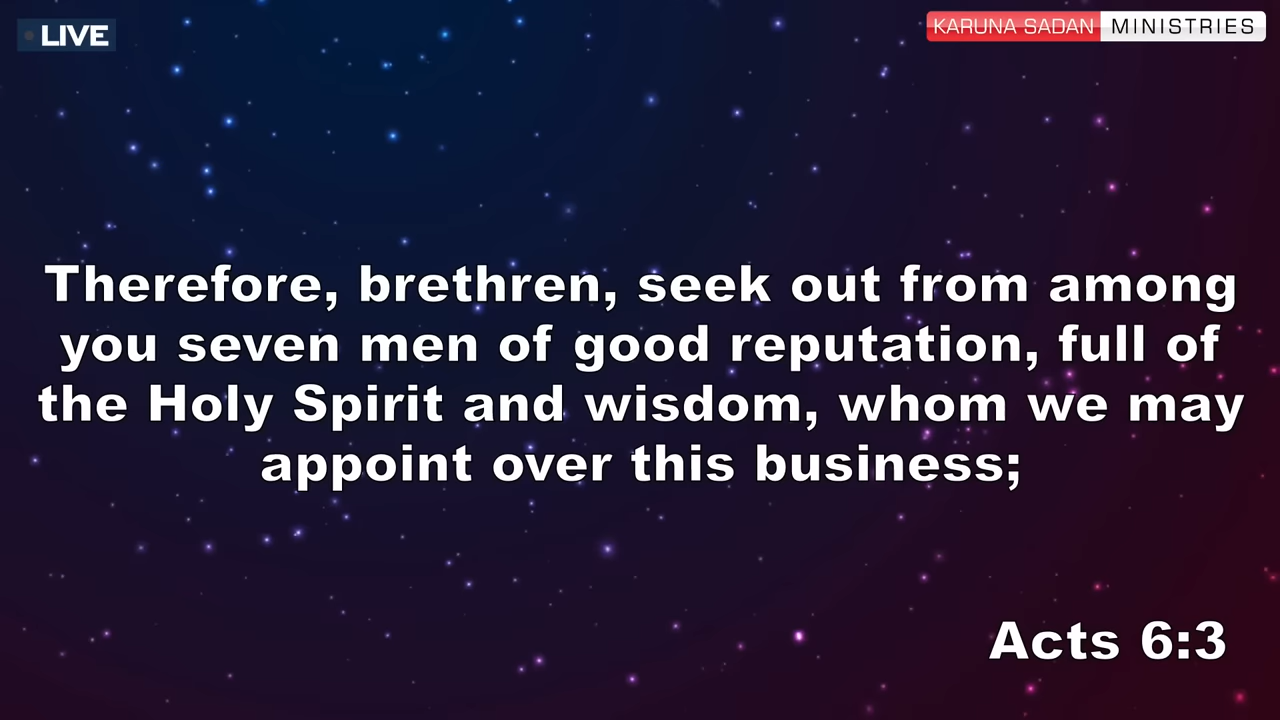 LIVE
KARUNA SADAN MINISTRIES
Therefore, brethren, seek out from among
you seven men of good reputation, full of
the Holy Spirit and wisdom, whom we may
appoint over this business;
Acts 6:3